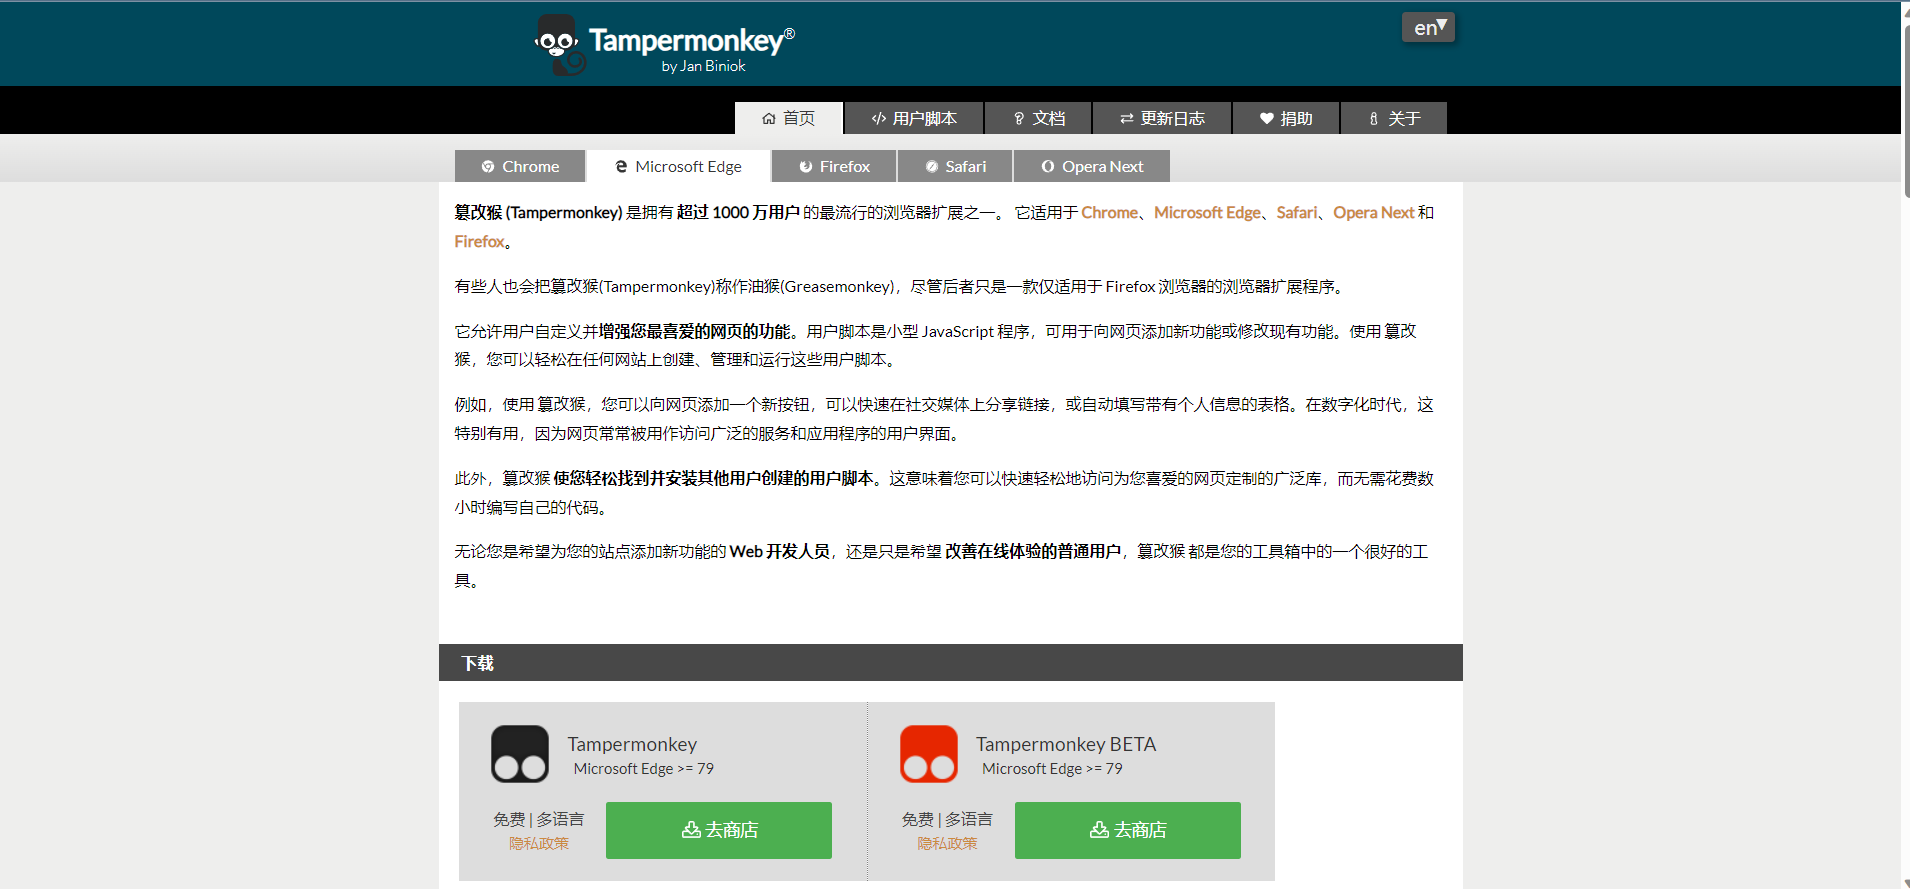 Tampermonkey®
by Jan Biniok
en▼
首页
用户脚本
文档
更新日志
捐助
关于
Chrome
Microsoft Edge
Firefox
Safari
Opera Next
篡改猴 (Tampermonkey) 是拥有 超过 1000 万用户 的最流行的浏览器扩展之一。 它适用于 Chrome、Microsoft Edge、Safari、Opera Next 和
Firefox。
有些人也会把篡改猴(Tampermonkey)称作油猴(Greasemonkey)，尽管后者只是一款仅适用于 Firefox 浏览器的浏览器扩展程序。
它允许用户自定义并增强您最喜爱的网页的功能。用户脚本是小型 JavaScript 程序，可用于向网页添加新功能或修改现有功能。使用 篡改
猴，您可以轻松在任何网站上创建、管理和运行这些用户脚本。
例如，使用 篡改猴，您可以向网页添加一个新按钮，可以快速在社交媒体上分享链接，或自动填写带有个人信息的表格。在数字化时代，这
特别有用，因为网页常常被用作访问广泛的服务和应用程序的用户界面。
此外，篡改猴 使您轻松找到并安装其他用户创建的用户脚本。这意味着您可以快速轻松地访问为您喜爱的网页定制的广泛库，而无需花费数
小时编写自己的代码。
无论您是希望为您的站点添加新功能的 Web 开发人员，还是只是希望 改善在线体验的普通用户，篡改猴 都是您的工具箱中的一个很好的工
具。
下载
Tampermonkey
Microsoft Edge >= 79
免费 | 多语言
隐私政策
去商店
Tampermonkey BETA
Microsoft Edge >= 79
免费 | 多语言
隐私政策
去商店